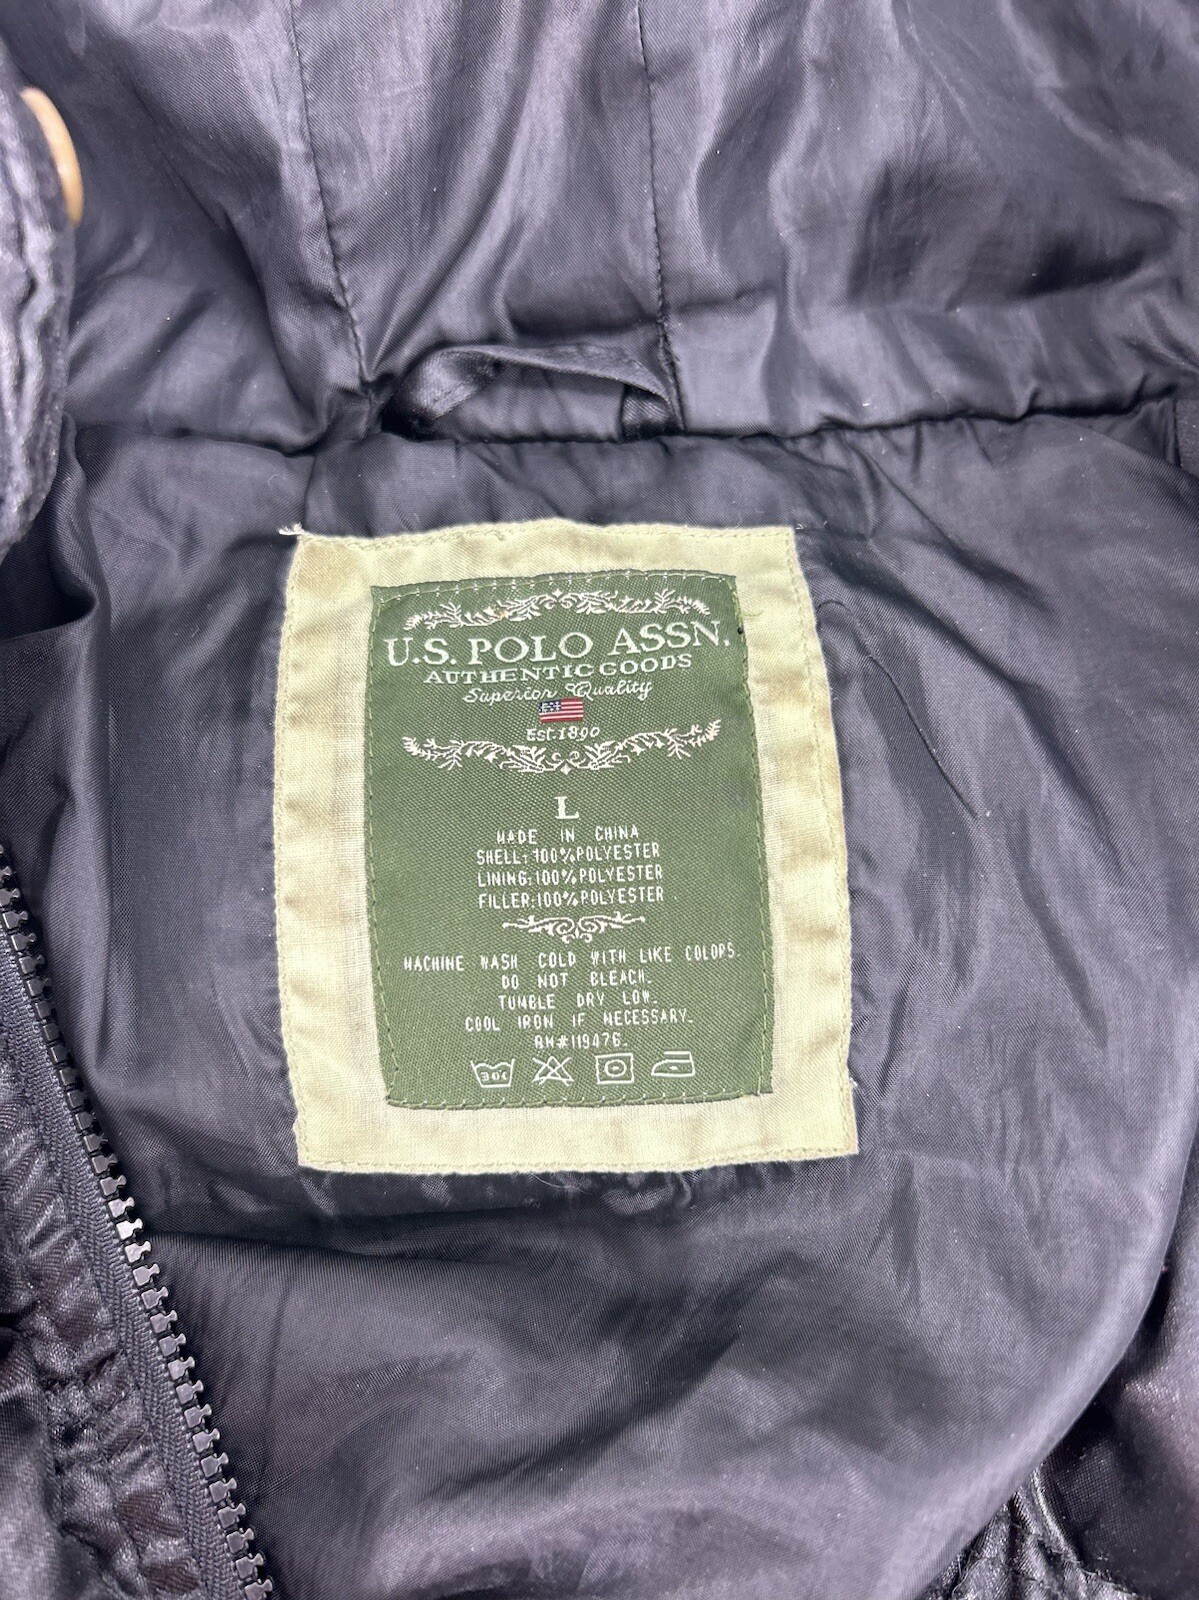 U.S. POLO ASSN.
AUTHENTIC GOODS
Superior Quality
Est. 1890
L
MADE IN CHINA
SHELL:100%POLYESTER
LINING:100%POLYESTER
FILLER:100%POLYESTER
MACHINE WASH COLD WITH LIKE COLORS.
DO NOT BLEACH.
TUMBLE DRY LOW.
COOL IRON IF NECESSARY.
RN#119476.
30°